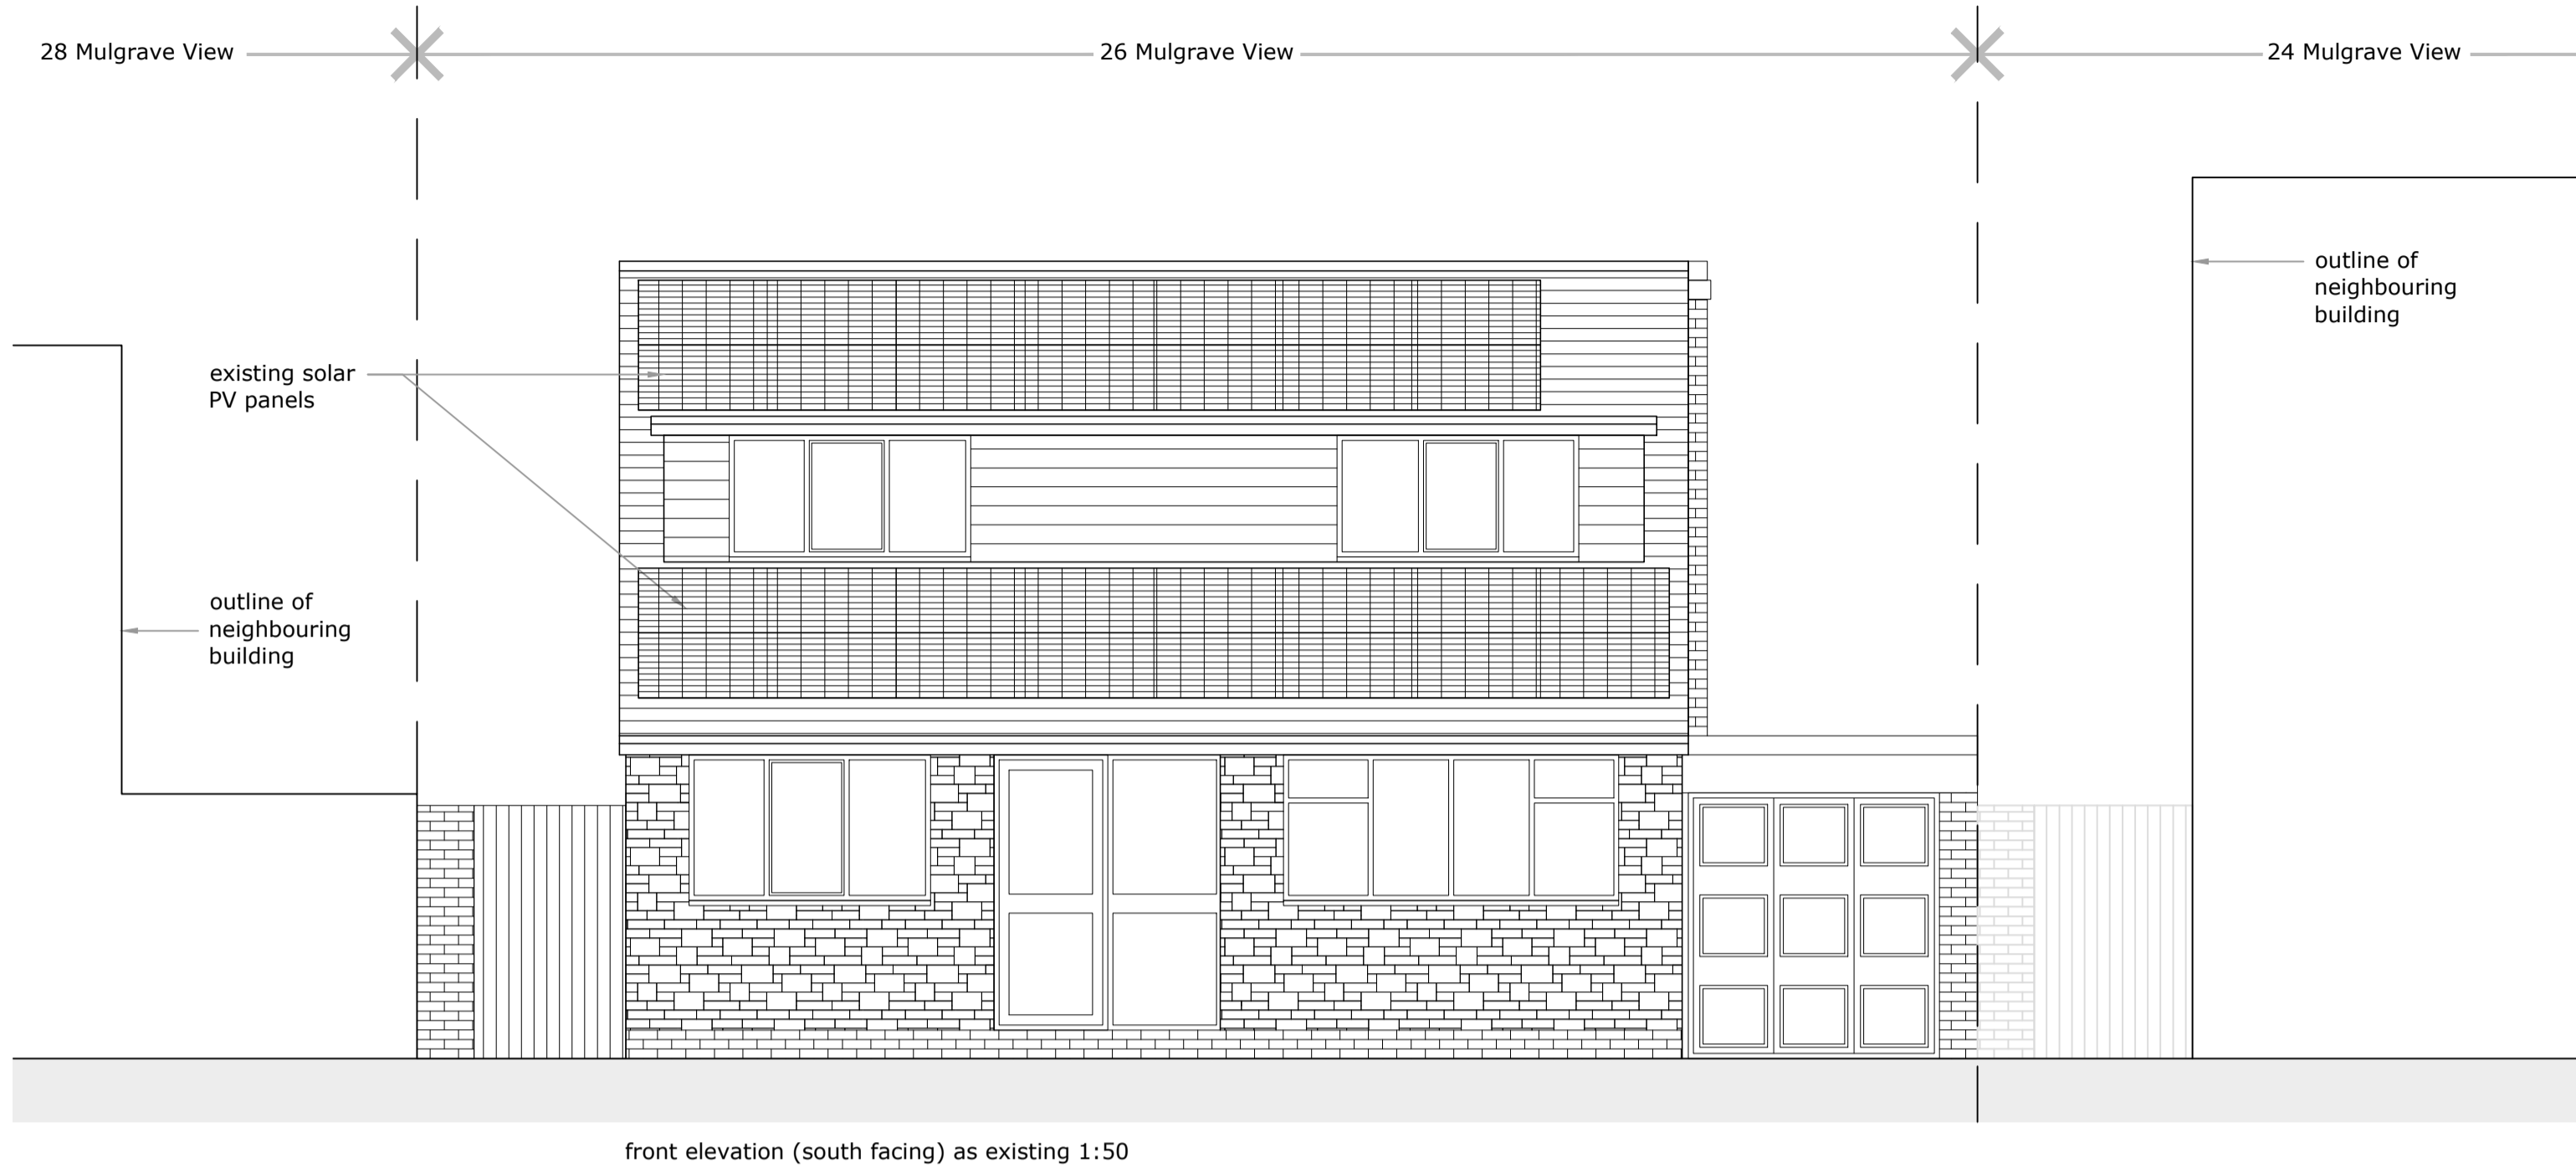 28 Mulgrave View
26 Mulgrave View
24 Mulgrave View
outline of
neighbouring
building
existing solar
PV panels
outline of
neighbouring
building
front elevation (south facing) as existing 1:50